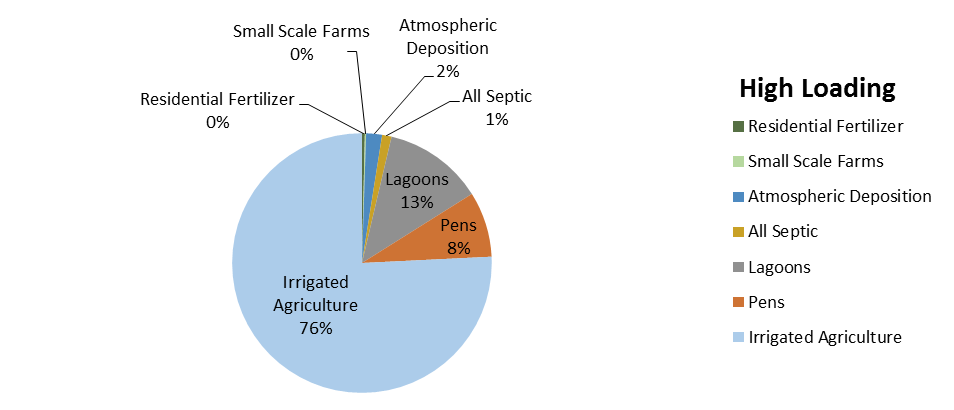 Small Scale Farms
0%
Atmospheric
Deposition
2%
Residential Fertilizer
0%
All Septic
1%
Lagoons
13%
Pens
8%
Irrigated
Agriculture
76%
High Loading
Residential Fertilizer
Small Scale Farms
Atmospheric Deposition
All Septic
Lagoons
Pens
Irrigated Agriculture